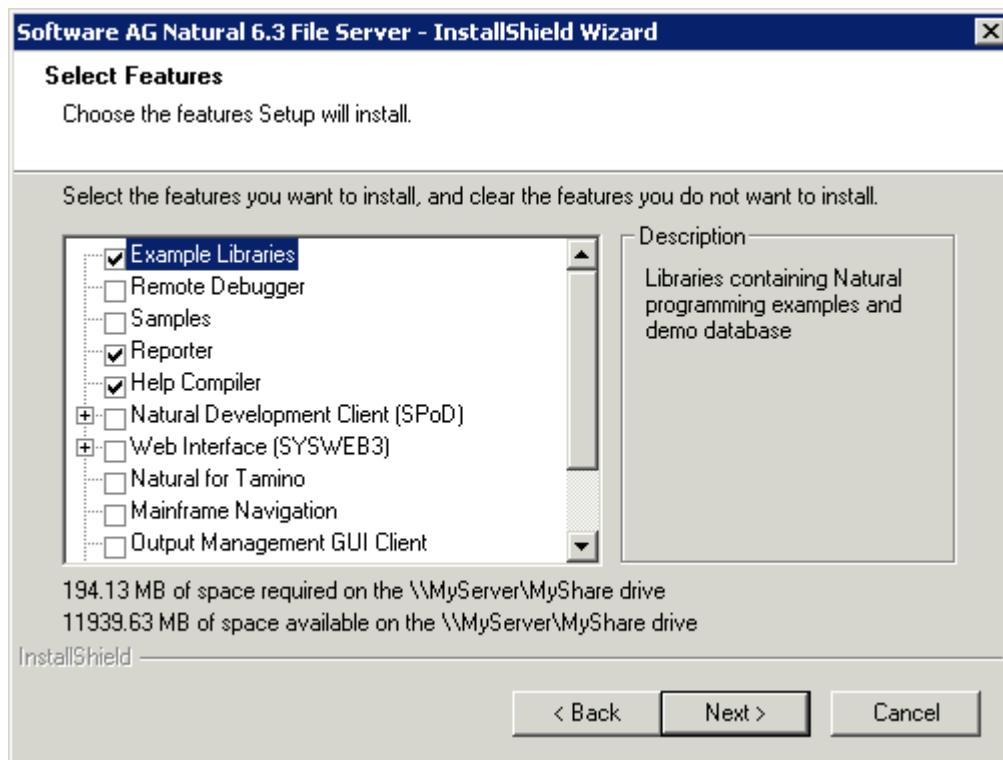 Software AG Natural 6.3 File Server - InstallShield Wizard
Select Features
Choose the features Setup will install.
Select the features you want to install, and clear the features you do not want to install.
Example Libraries
Remote Debugger
Samples
Reporter
Help Compiler
Natural Development Client (SPoD)
Web Interface (SYSWEB3)
Natural for Tamino
Mainframe Navigation
Output Management GUI Client
Description
Libraries containing Natural
programming examples and
demo database
194.13 MB of space required on the \\MyServer\MyShare drive
11939.63 MB of space available on the \\MyServer\MyShare drive
InstallShield
< Back
Next >
Cancel